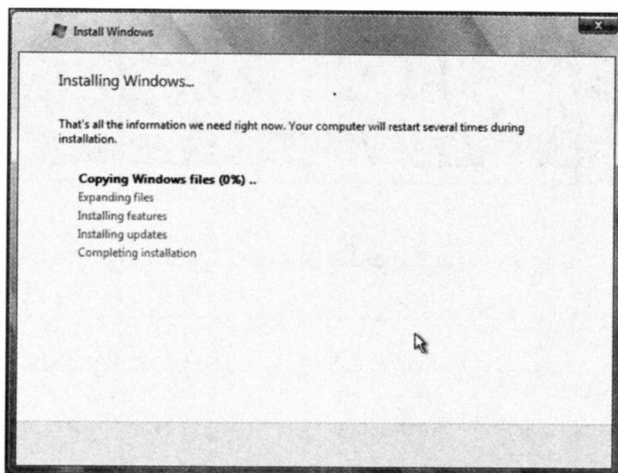 Install Windows
Installing Windows...
That's all the information we need right now. Your computer will restart several times during
installation.
Copying Windows files (0%) ..
Expanding files
Installing features
Installing updates
Completing installation